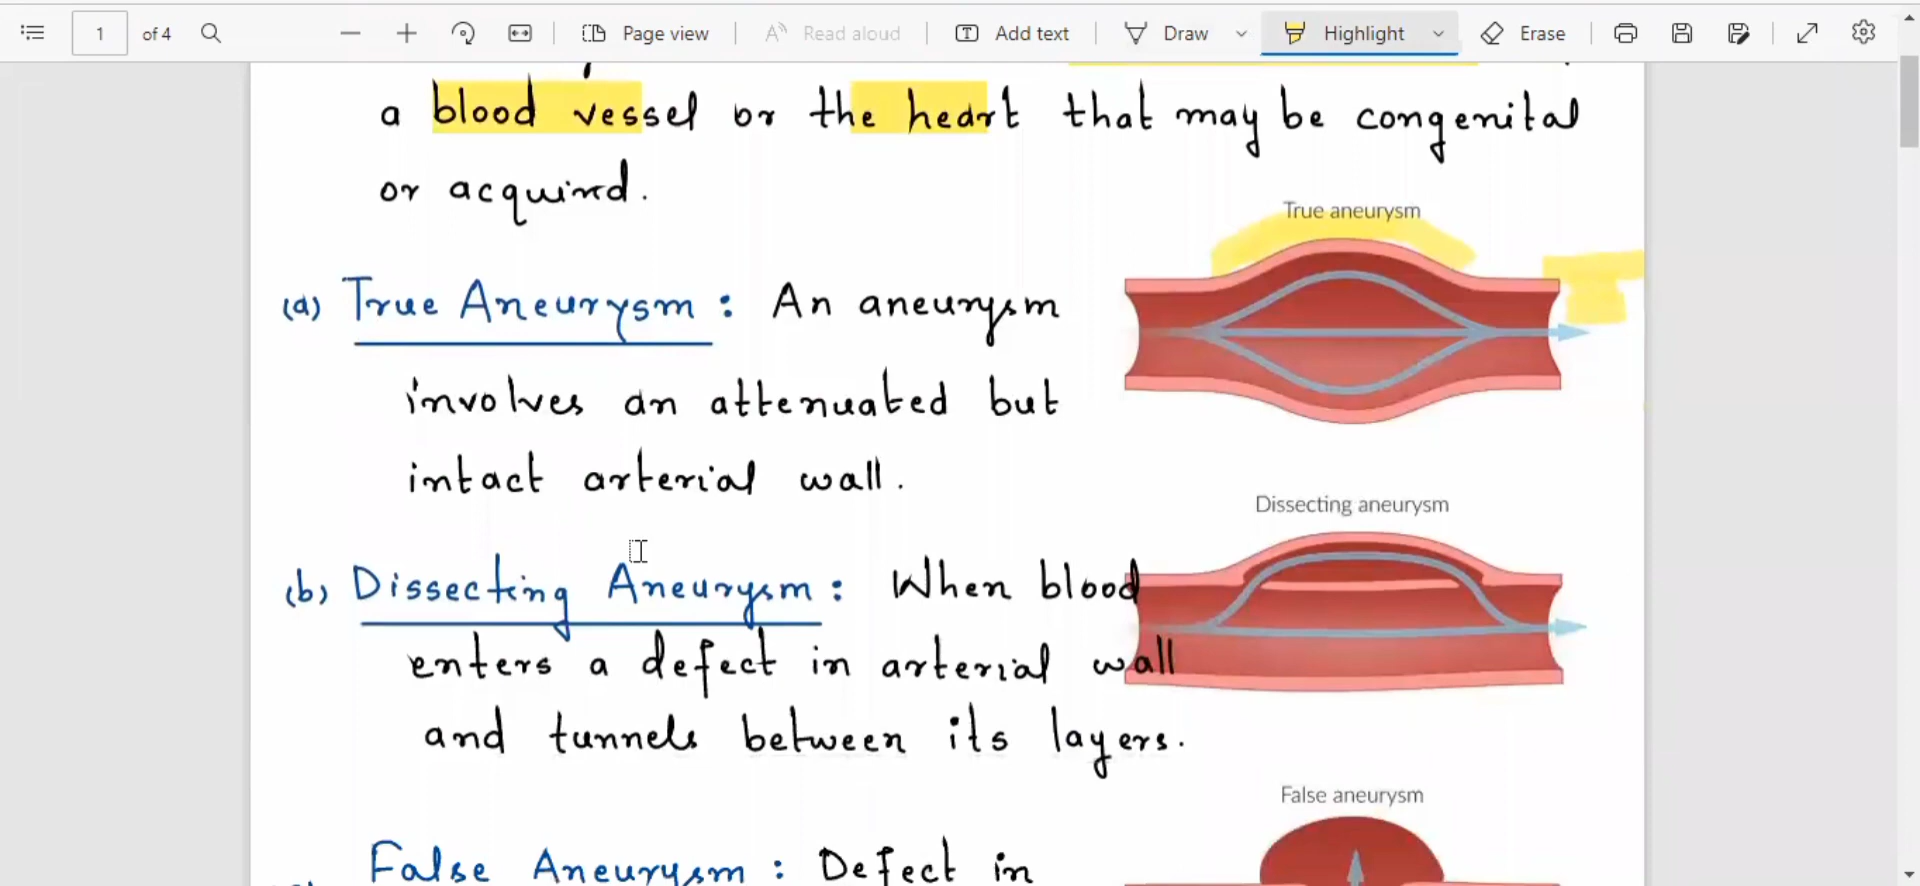 1 of 4 Page view Read aloud Add text Draw Highlight Erase
a blood vessel or the heart that may be congenital
or acquired.
True aneurysm
(a) True Aneurysm : An aneurysm
involves an attenuated but
intact arterial wall.
Dissecting aneurysm
(b) Dissecting Aneurysm : When blood
enters a defect in arterial wall
and tunnels between its layers.
False aneurysm
False Aneurysm : Defect in